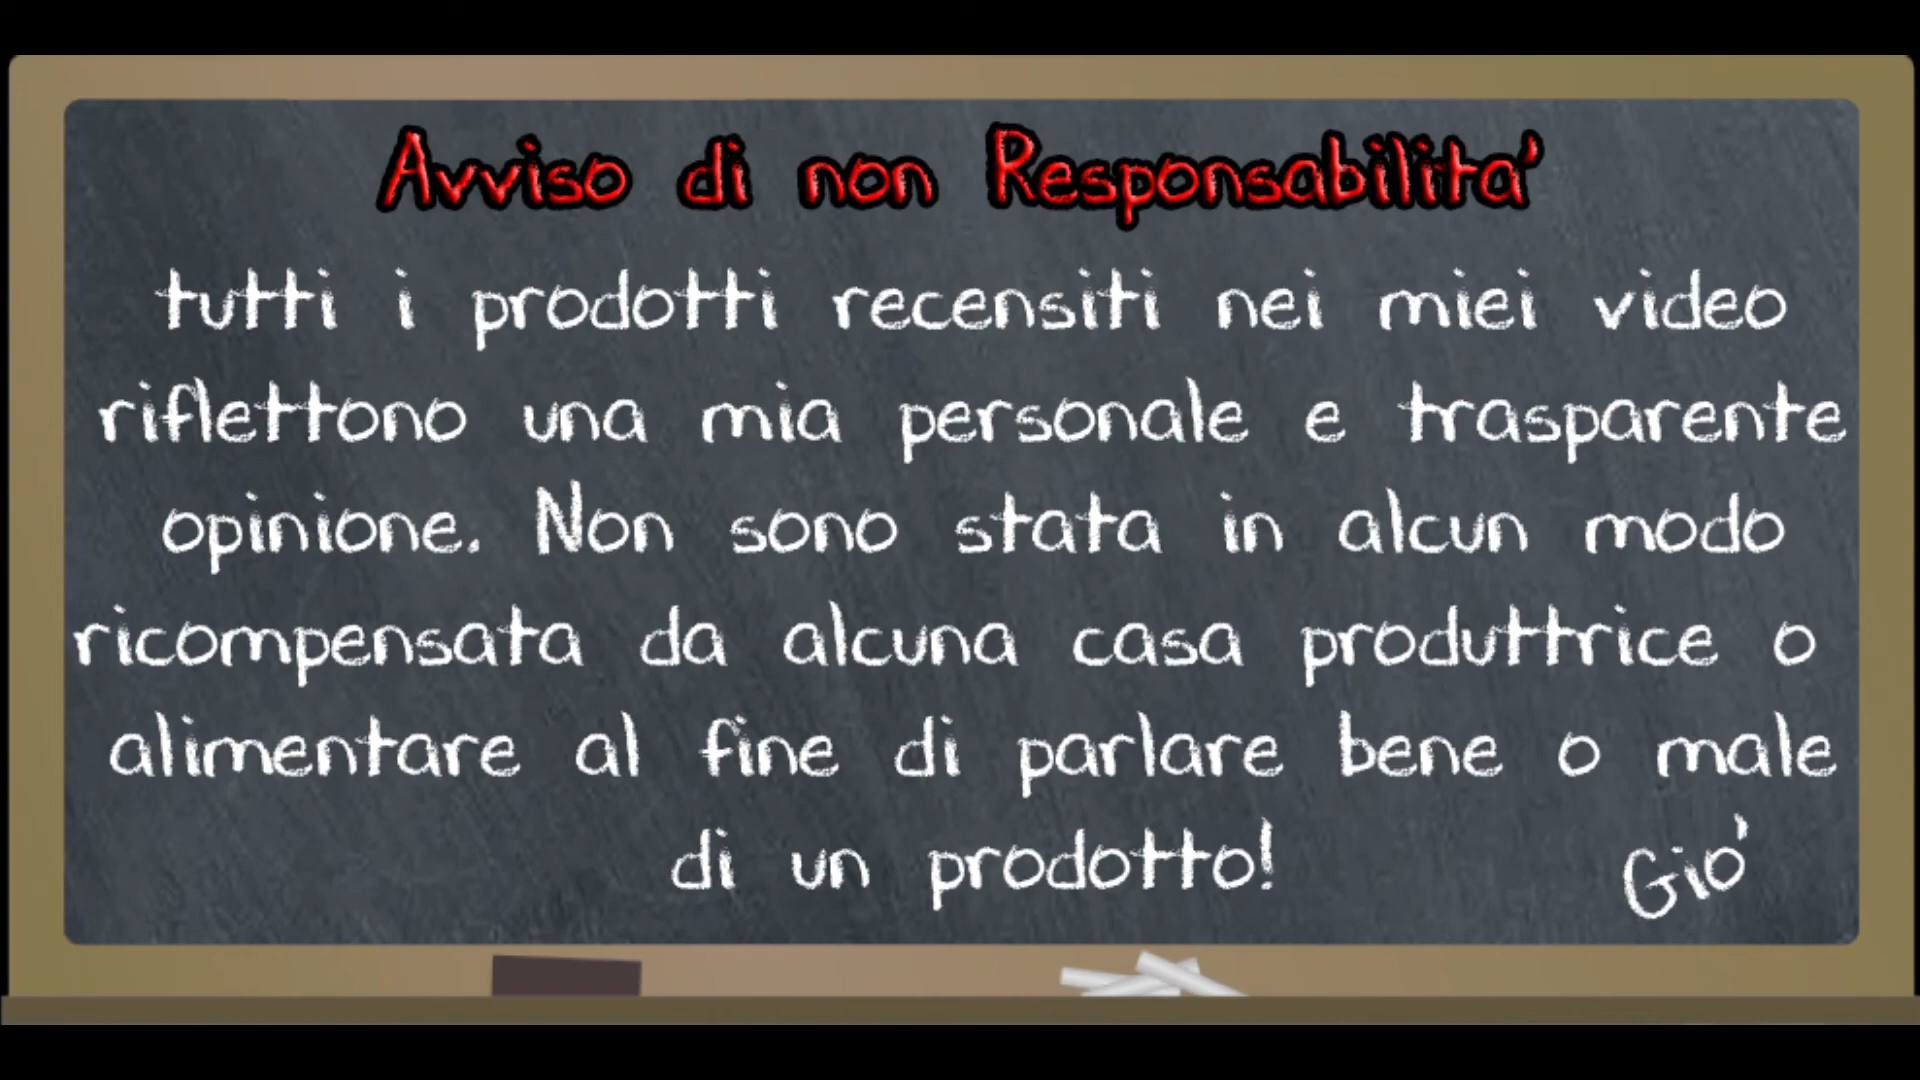 Avviso di non Responsabilita'
tutti i prodotti recensiti nei miei video
riflettono una mia personale e trasparente
opinione. Non sono stata in alcun modo
ricompensata da alcuna casa produttrice o
alimentare al fine di parlare bene o male
di un prodotto!
Gio'